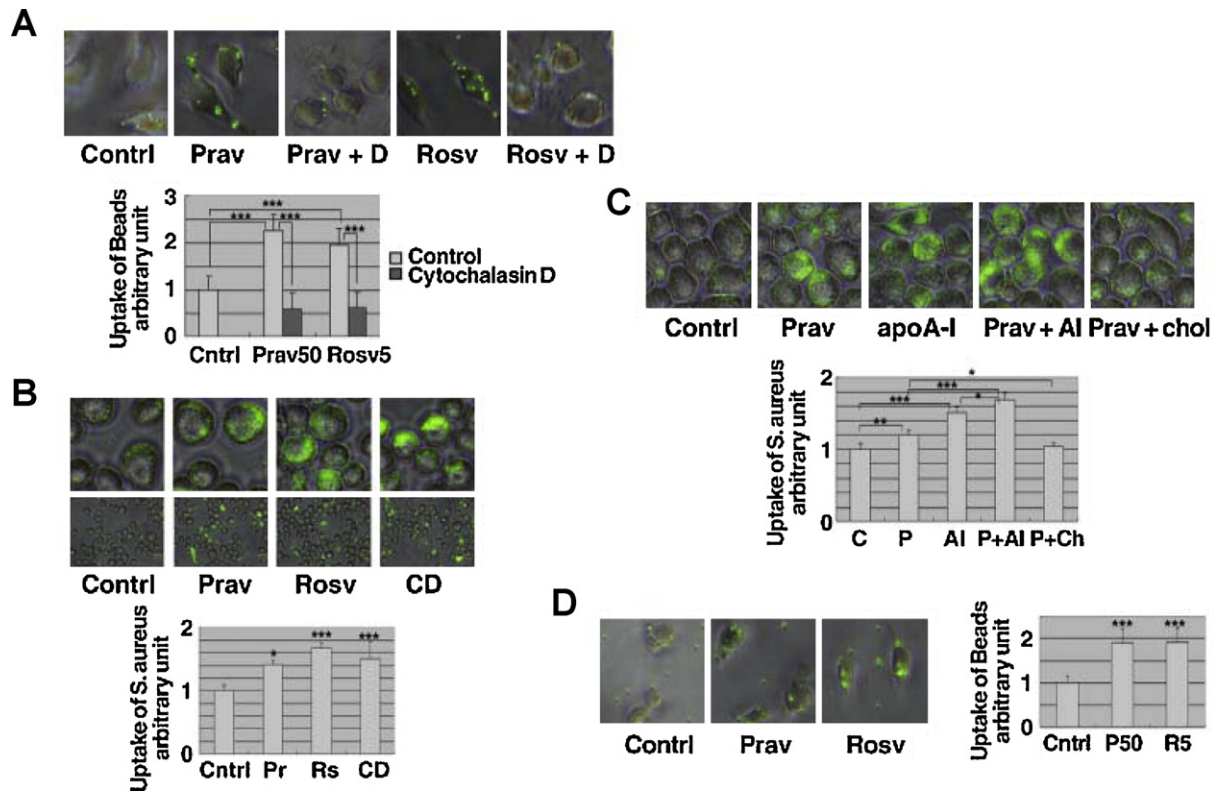 A
Contrl Prav Prav + D Rosv Rosv + D
Uptake of Beads
arbitrary unit
3
2
1
0
***
*** ***
***
Control
Cytochalasin D
Cntrl Prav50 Rosv5
B
Contrl Prav Rosv CD
Uptake of S. aureus
arbitrary unit
2
1
0
* *** ***
Cntrl Pr Rs CD
C
Contrl Prav apoA-I Prav + AI Prav + chol
Uptake of S. aureus
arbitrary unit
2
1
0
*
***
*** *
**
C P AI P+AI P+Ch
D
Contrl Prav Rosv
Uptake of Beads
arbitrary unit
2
1
0
*** ***
Cntrl P50 R5